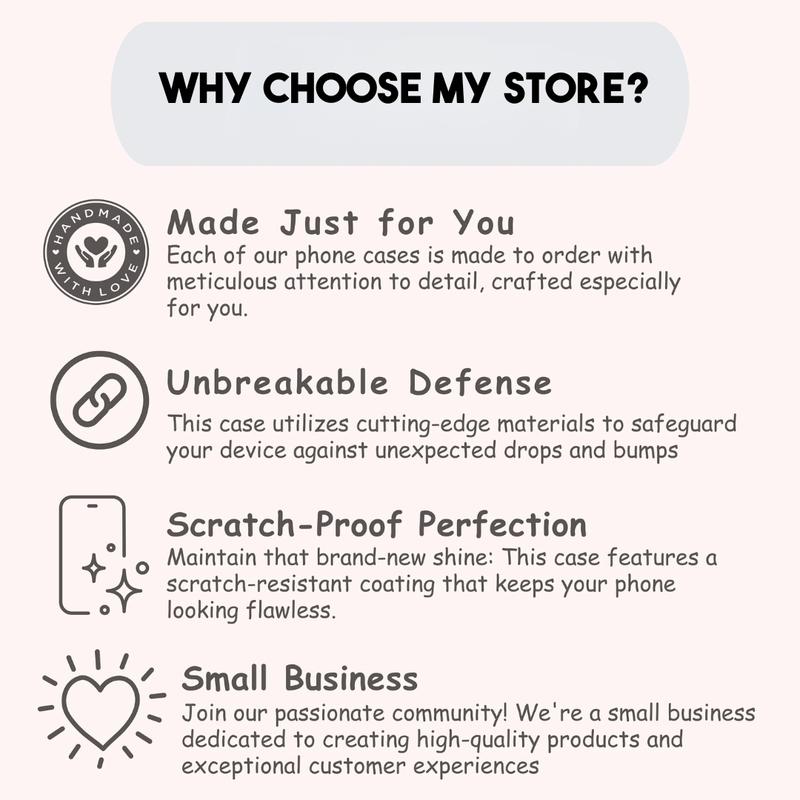 WHY CHOOSE MY STORE?
HANDMADE
WITH LOVE
Made Just for You
Each of our phone cases is made to order with
meticulous attention to detail, crafted especially
for you.
Unbreakable Defense
This case utilizes cutting-edge materials to safeguard
your device against unexpected drops and bumps
Scratch-Proof Perfection
Maintain that brand-new shine: This case features a
scratch-resistant coating that keeps your phone
looking flawless.
Small Business
Join our passionate community! We're a small business
dedicated to creating high-quality products and
exceptional customer experiences